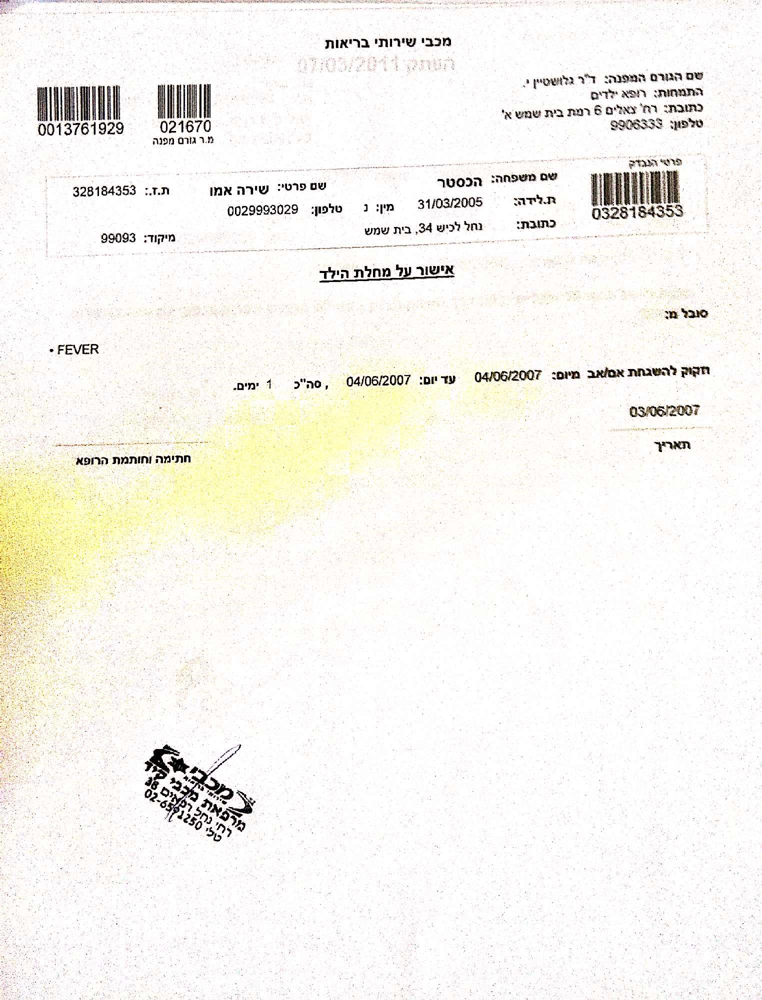 מכבי שירותי בריאות
העתק 07/03/2011
שם הגורם המפנה: ד"ר גלושטיין י.
התמחות: רופא ילדים
כתובת: רח' צאלים 6 רמת בית שמש א'
טלפון: 9906333
0013761929
021670
מ.ר גורם מפנה
פרטי הנבדק
0328184353
שם משפחה: הכסטר שם פרטי: שירה אמו ת.ז.: 328184353
ת.לידה: 31/03/2005 מין: נ טלפון: 0029993029
כתובת: נחל לכיש 34, בית שמש מיקוד: 99093
אישור על מחלת הילד
סובל מ:
• FEVER
וזקוק להשגחת אם/אב מיום: 04/06/2007 עד יום: 04/06/2007 , סה"כ 1 ימים.
03/06/2007
תאריך
חתימה וחותמת הרופא
מכבי
שירותי בריאות
מרפאת מכבי קיד
רח' נחל רפאים 38
טל' 02-6591250